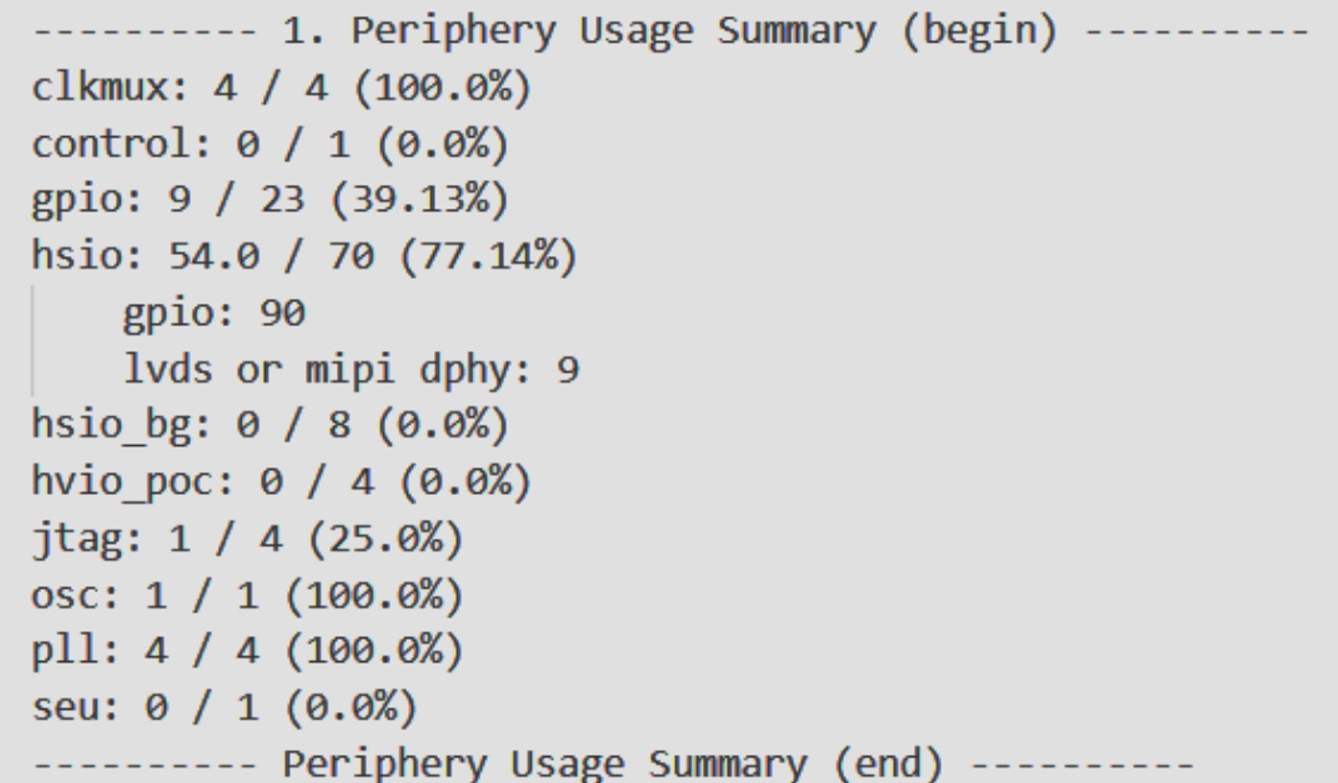 ---------- 1. Periphery Usage Summary (begin) ----------
clkmux: 4 / 4 (100.0%)
control: 0 / 1 (0.0%)
gpio: 9 / 23 (39.13%)
hsio: 54.0 / 70 (77.14%)
    gpio: 90
    lvds or mipi dphy: 9
hsio_bg: 0 / 8 (0.0%)
hvio_poc: 0 / 4 (0.0%)
jtag: 1 / 4 (25.0%)
osc: 1 / 1 (100.0%)
pll: 4 / 4 (100.0%)
seu: 0 / 1 (0.0%)
---------- Periphery Usage Summary (end) ----------